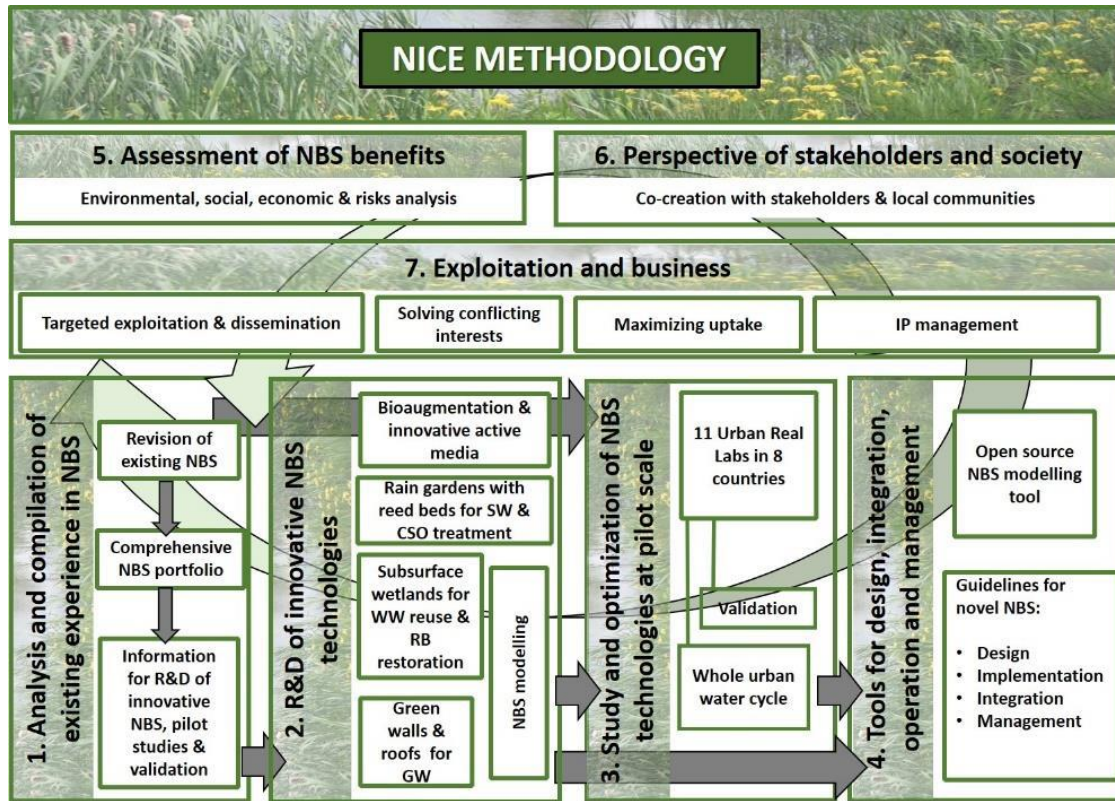 NICE METHODOLOGY
5. Assessment of NBS benefits
Environmental, social, economic & risks analysis
6. Perspective of stakeholders and society
Co-creation with stakeholders & local communities
7. Exploitation and business
Targeted exploitation & dissemination
Solving conflicting
interests
Maximizing uptake
IP management
1. Analysis and compilation of
existing experience in NBS
Revision of
existing NBS
Comprehensive
NBS portfolio
Information
for R&D of
innovative
NBS, pilot
studies &
validation
2. R&D of innovative NBS
technologies
Bioaugmentation &
innovative active
media
Rain gardens with
reed beds for SW &
CSO treatment
Subsurface
wetlands for
WW reuse &
RB
restoration
Green
walls &
roofs for
GW
NBS modelling
3. Study and optimization of NBS
technologies at pilot scale
11 Urban Real
Labs in 8
countries
Validation
Whole urban
water cycle
4. Tools for design, integration,
operation and management
Open source
NBS modelling
tool
Guidelines for
novel NBS:
• Design
• Implementation
• Integration
• Management